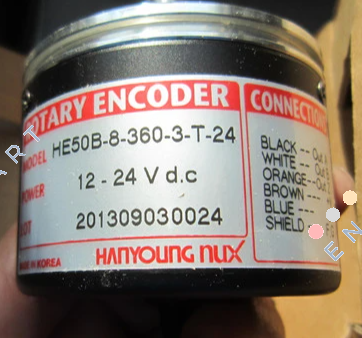 ROTARY ENCODER
MODEL HE50B-8-360-3-T-24
POWER 12-24 V d.c
LOT 201309030024
MADE IN KOREA HANYOUNG NUX
CONNECTION
BLACK -- Out A
WHITE -- Out
ORANGE -- Out
BROWN --
BLUE --
SHIELD